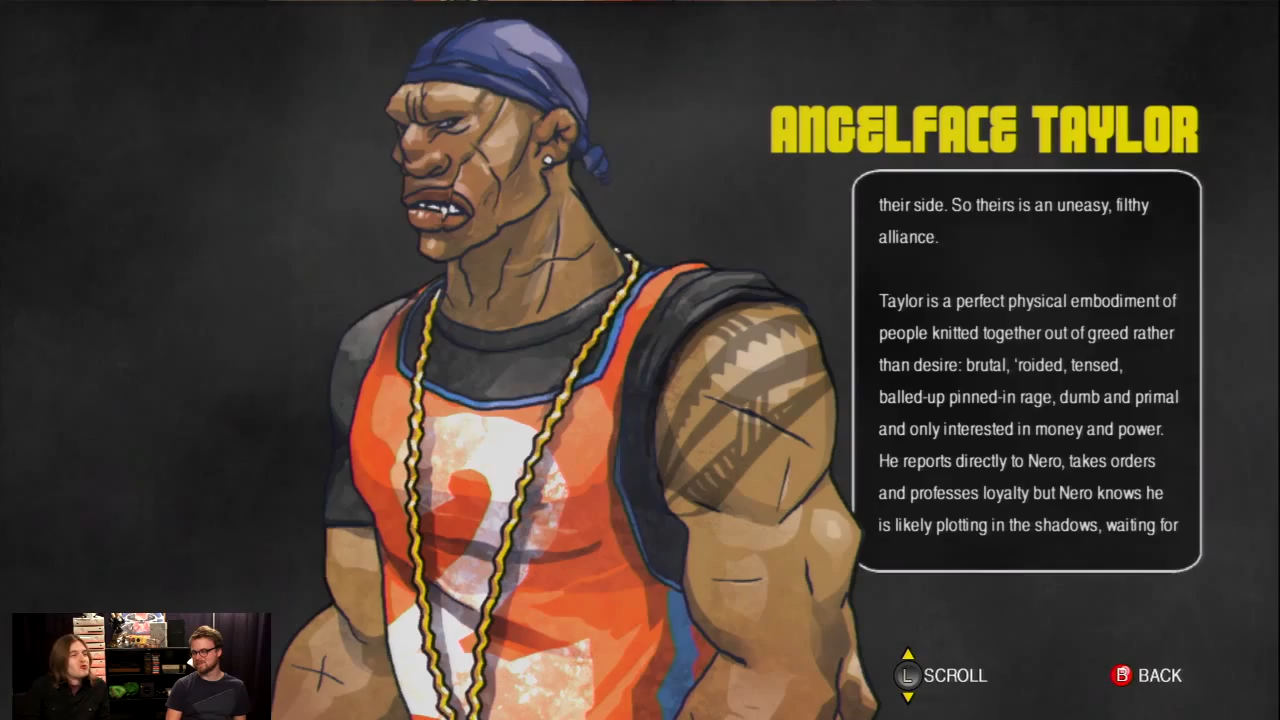 ANGELFACE TAYLOR
their side. So theirs is an uneasy, filthy
alliance.
Taylor is a perfect physical embodiment of
people knitted together out of greed rather
than desire: brutal, ‘roided, tensed,
balled-up pinned-in rage, dumb and primal
and only interested in money and power.
He reports directly to Nero, takes orders
and professes loyalty but Nero knows he
is likely plotting in the shadows, waiting for
L SCROLL
B BACK
2